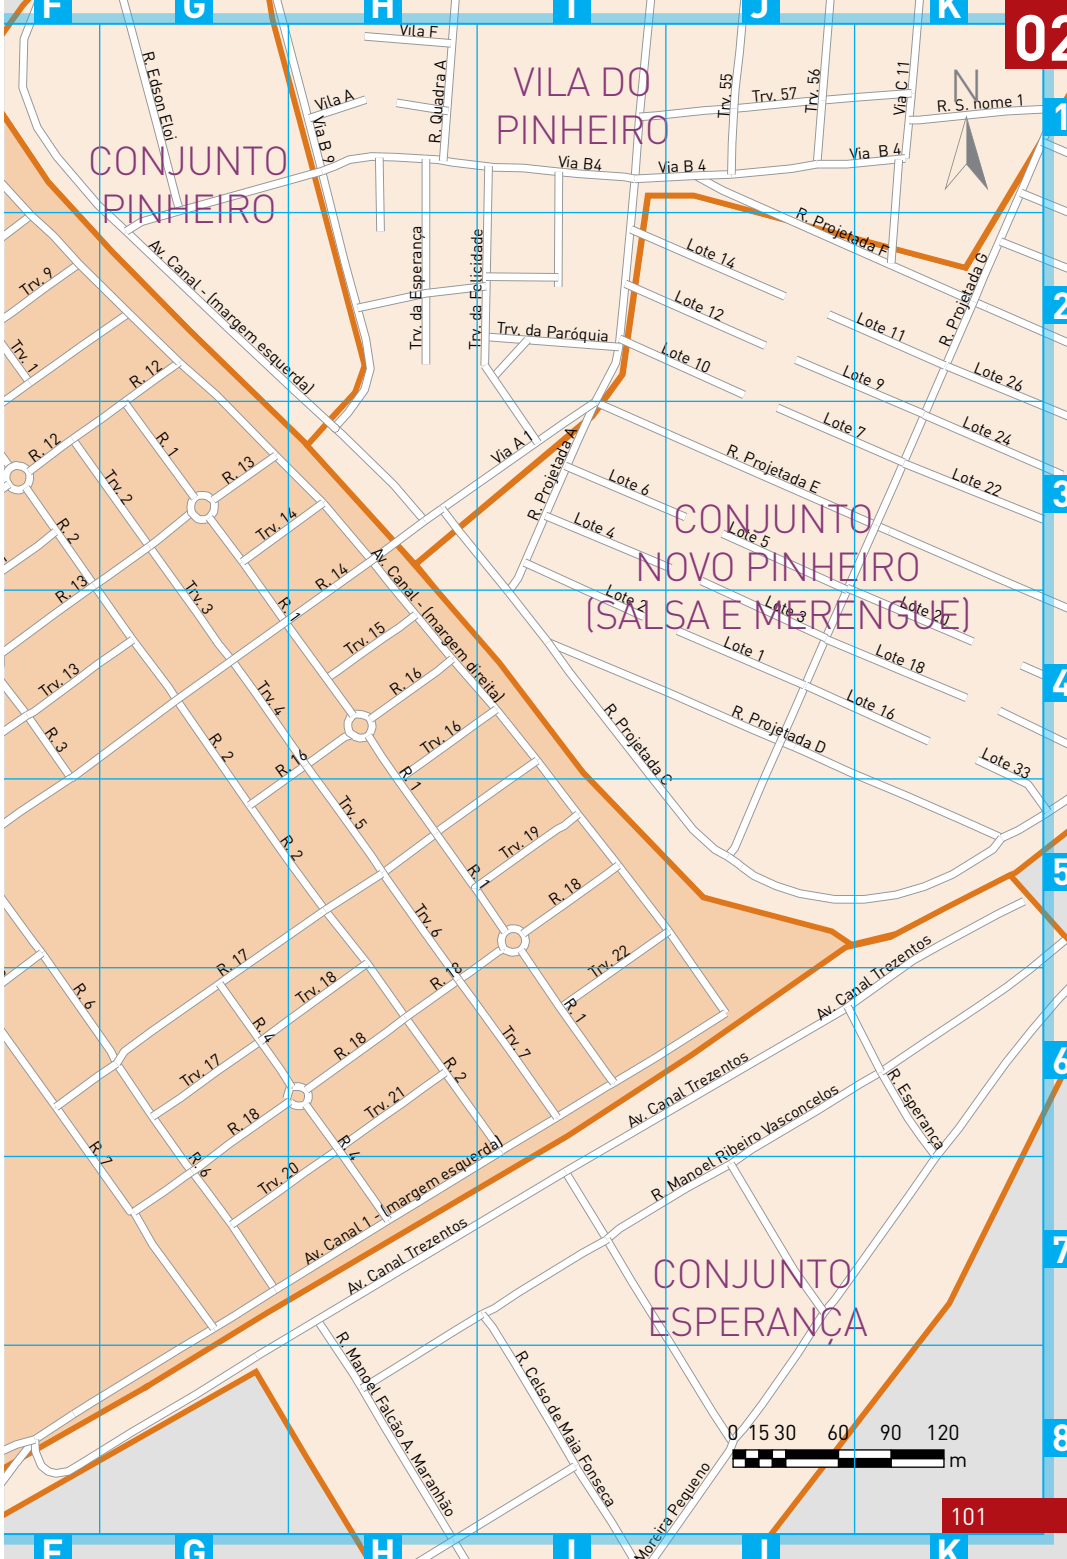 F G H I J K
02
Vila F
R. Edson Eloi
Vila A
Via B 9
R. Quadra A
VILA DO
PINHEIRO
Trv. 55
Trv. 57
Trv. 56
Via C 11
N
R. S. nome 1
1
CONJUNTO
PINHEIRO
Via B4
Via B 4
Via B 4
R. Projetada F
Av. Canal - (margem esquerda)
Trv. da Esperança
Trv. da Felicidade
Lote 14
R. Projetada G
Trv. 9
2
Lote 12
Trv. da Paróquia
Lote 11
Trv. 1
Lote 10
Lote 9
Lote 26
R. 12
R. 12
R. 1
Via A 1
Lote 7
Lote 24
R. 13
R. Projetada A
R. Projetada E
Trv. 2
Lote 6
Lote 22
3
R. 2
Trv. 14
Lote 4
CONJUNTO
NOVO PINHEIRO
(SALSA E MERENGUE)
Lote 5
R. 13
R. 14
Av. Canal - (margem direita)
Trv. 3
R. 1
Lote 2
Lote 3
Lote 20
Trv. 15
Lote 1
Lote 18
Trv. 13
R. 16
4
Trv. 4
Lote 16
R. 3
R. 2
Trv. 16
R. Projetada C
R. Projetada D
R. 16
R. 1
Lote 33
Trv. 5
R. 2
Trv. 19
R. 1
R. 18
5
Trv. 6
R. 17
Trv. 22
R. 18
Av. Canal Trezentos
R. 6
Trv. 18
R. 1
R. 4
R. 18
Trv. 7
Trv. 17
R. 2
6
Trv. 21
Av. Canal Trezentos
R. Esperança
R. 18
R. Manoel Ribeiro Vasconcelos
R. 7
R. 6
R. 4
Trv. 20
Av. Canal 1 - (margem esquerda)
Av. Canal Trezentos
7
CONJUNTO
ESPERANÇA
R. Manoel Falcão A. Maranhão
R. Celso de Maia Fonseca
0 15 30 60 90 120
m
8
Moreira Pequeno
101
F G H I J K